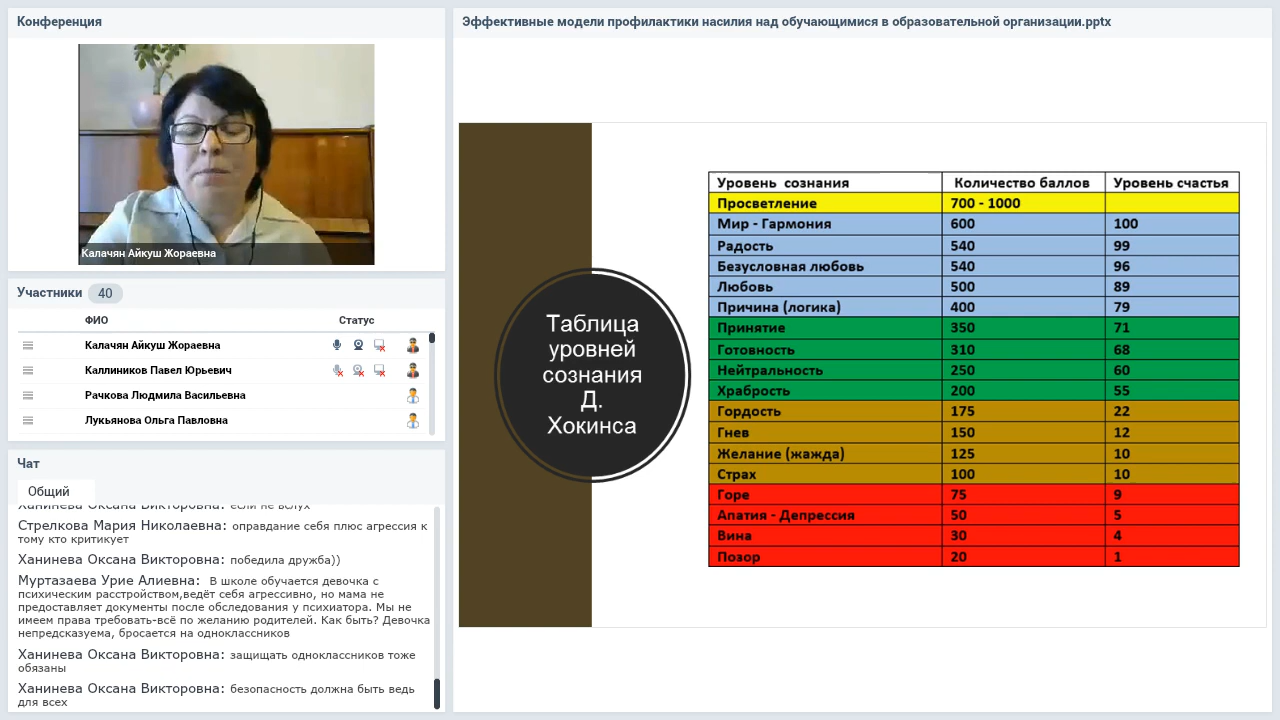 Конференция
Калачян Айкуш Жораевна
Участники 40
ФИО Статус
Калачян Айкуш Жораевна
Каллиников Павел Юрьевич
Рачкова Людмила Васильевна
Лукьянова Ольга Павловна
Чат
Общий
Ханинева Оксана Викторовна: если не вслух
Стрелкова Мария Николаевна: оправдание себя плюс агрессия к
тому кто критикует
Ханинева Оксана Викторовна: победила дружба))
Муртазаева Урие Алиевна: В школе обучается девочка с
психическим расстройством,ведёт себя агрессивно, но мама не
предоставляет документы после обследования у психиатора. Мы не
имеем права требовать-всё по желанию родителей. Как быть? Девочка
непредсказуема, бросается на одноклассников
Ханинева Оксана Викторовна: защищать одноклассников тоже
обязаны
Ханинева Оксана Викторовна: безопасность должна быть ведь
для всех
Эффективные модели профилактики насилия над обучающимися в образовательной организации.pptx
Таблица
уровней
сознания
Д.
Хокинса
Уровень сознания Количество баллов Уровень счастья
Просветление 700 - 1000
Мир - Гармония 600 100
Радость 540 99
Безусловная любовь 540 96
Любовь 500 89
Причина (логика) 400 79
Принятие 350 71
Готовность 310 68
Нейтральность 250 60
Храбрость 200 55
Гордость 175 22
Гнев 150 12
Желание (жажда) 125 10
Страх 100 10
Горе 75 9
Апатия - Депрессия 50 5
Вина 30 4
Позор 20 1